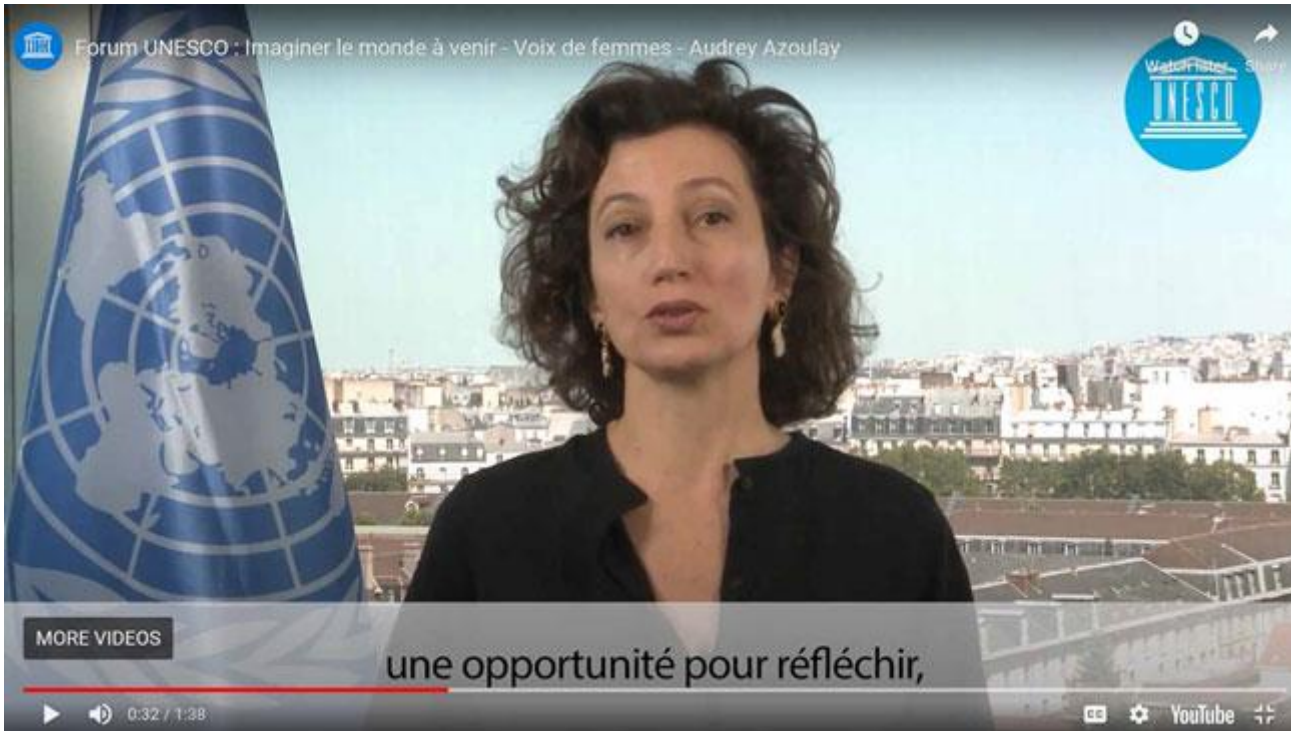 Forum UNESCO : Imaginer le monde à venir - Voix de femmes - Audrey Azoulay
Watch later
Share
UNESCO
MORE VIDEOS
une opportunité pour réfléchir,
0:32 / 1:38
CC
YouTube